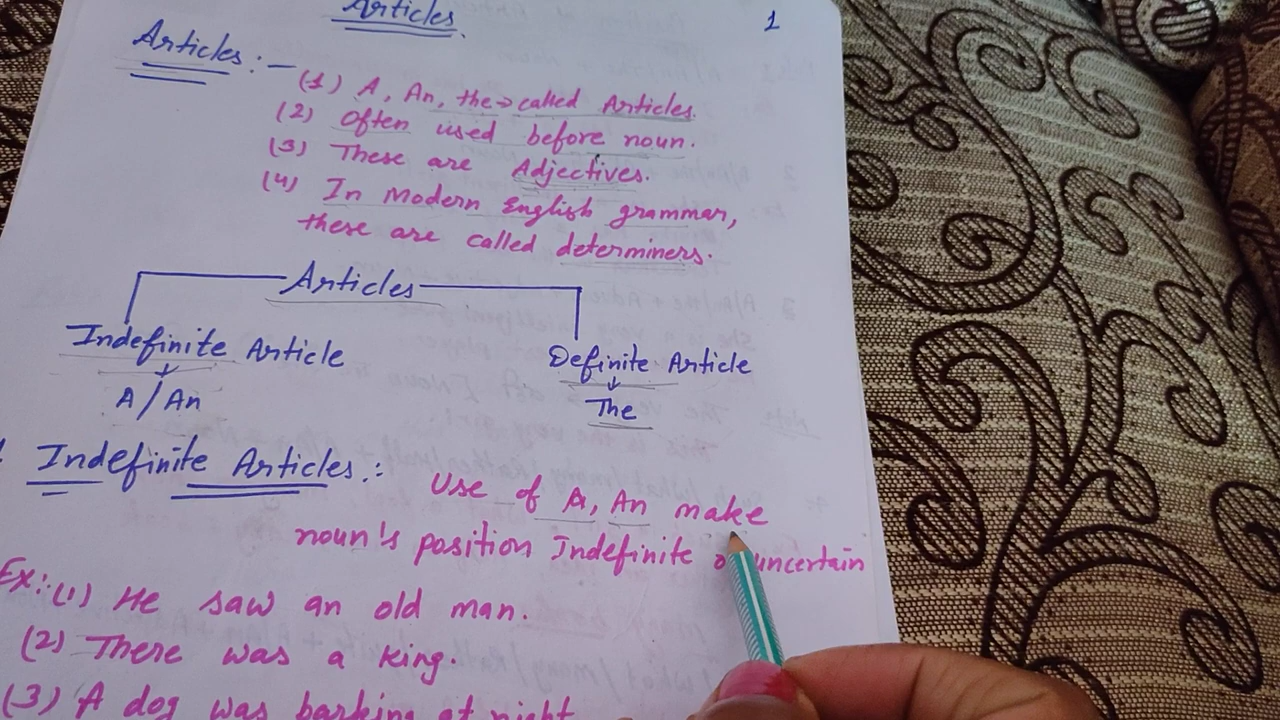 Articles 1
Articles:-
(1) A, An, the → called Articles.
(2) Often used before noun.
(3) These are Adjectives.
(4) In Modern English grammar,
these are called determiners.
Articles
Indefinite Article Definite Article
A/An The
Indefinite Articles.: Use of A, An make
noun's position Indefinite uncertain
Ex:. (1) He saw an old man.
(2) There was a king.
(3) A dog was barking at night